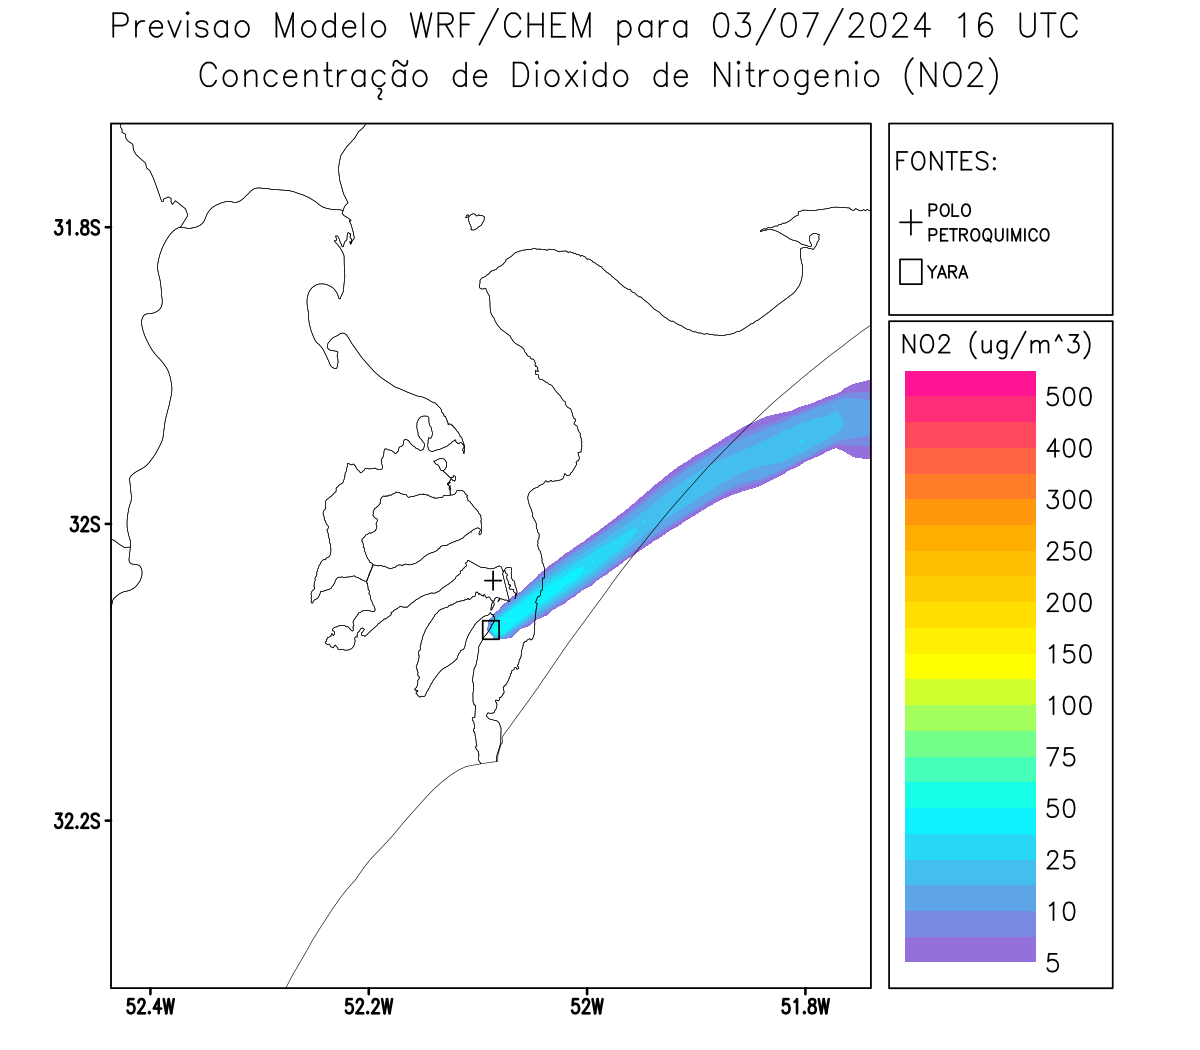 Previsao Modelo WRF/CHEM para 03/07/2024 16 UTC
Concentração de Dioxido de Nitrogenio (NO2)
FONTES:
POLO
PETROQUIMICO
YARA
31.8S
32S
32.2S
52.4W
52.2W
52W
51.8W
NO2 (ug/m^3)
500
400
300
250
200
150
100
75
50
25
10
5